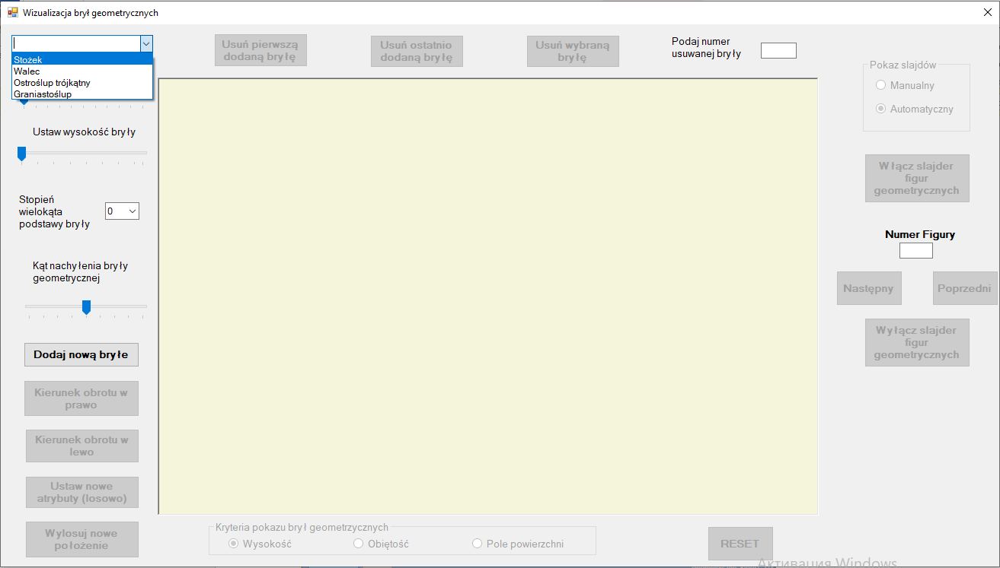 Wizualizacja brył geometrycznych
Stożek
Walec
Ostrosłup trójkątny
Graniastosłup
Usuń pierwszą
dodaną bryłę
Usuń ostatnio
dodaną bryłę
Usuń wybraną
bryłę
Podaj numer
usuwanej bryły
Ustaw wysokość bryły
Stopień
wielokąta
podstawy bryły
0
Kąt nachylenia bryły
geometrycznej
Dodaj nową bryłe
Kierunek obrotu w
prawo
Kierunek obrotu w
lewo
Ustaw nowe
atrybuty (losowo)
Wylosuj nowe
położenie
Pokaz slajdów
Manualny
Automatyczny
Włącz slajder
figur
geometrycznych
Numer Figury
Następny
Poprzedni
Wyłącz slajder
figur
geometrycznych
Kryteria pokazu brył geometrzycznych
Wysokość
Objętość
Pole powierzchni
RESET
Активация Windows